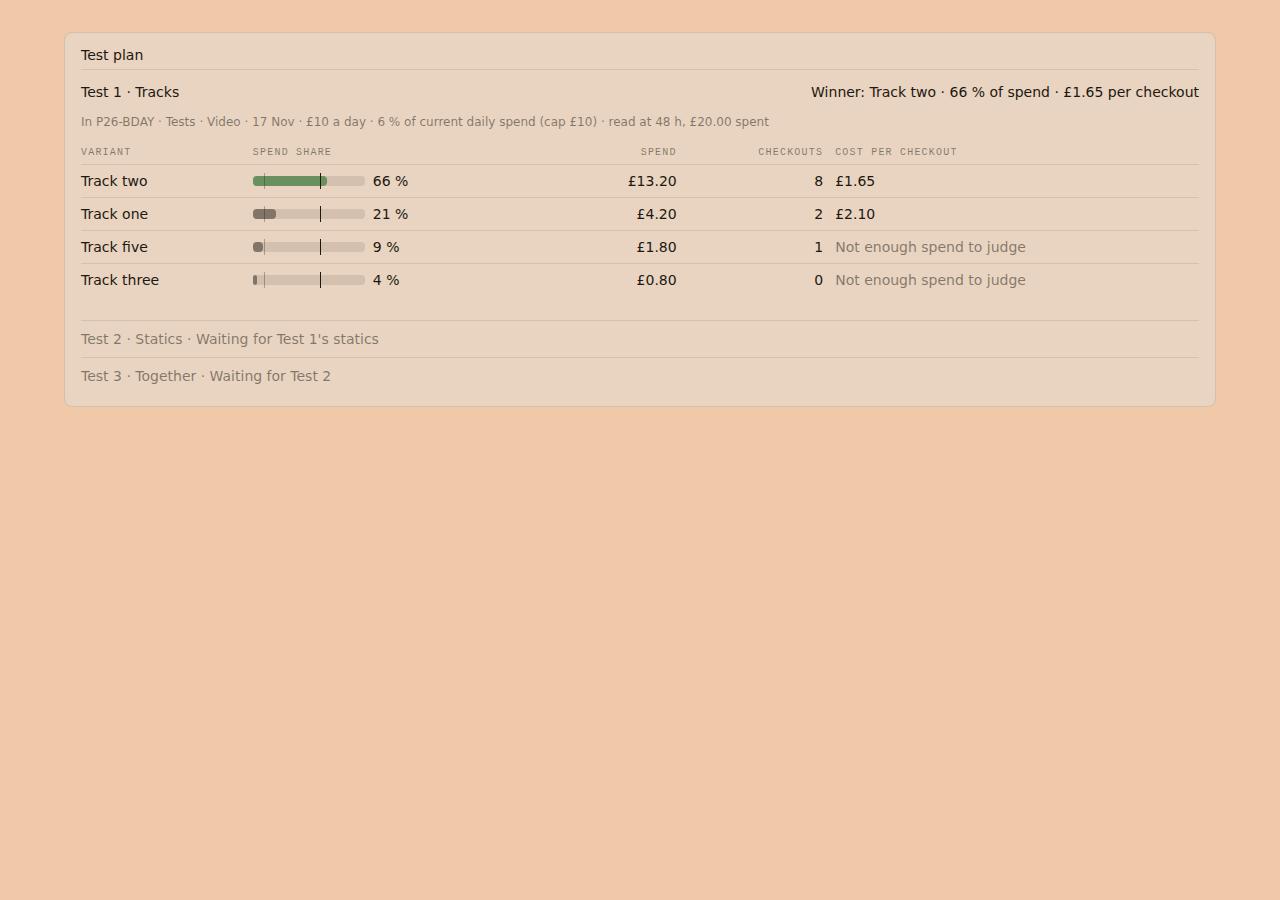 Test plan
Test 1 · Tracks Winner: Track two · 66 % of spend · £1.65 per checkout
In P26-BDAY · Tests · Video · 17 Nov · £10 a day · 6 % of current daily spend (cap £10) · read at 48 h, £20.00 spent
VARIANT SPEND SHARE SPEND CHECKOUTS COST PER CHECKOUT
Track two 66 % £13.20 8 £1.65
Track one 21 % £4.20 2 £2.10
Track five 9 % £1.80 1 Not enough spend to judge
Track three 4 % £0.80 0 Not enough spend to judge
Test 2 · Statics · Waiting for Test 1's statics
Test 3 · Together · Waiting for Test 2